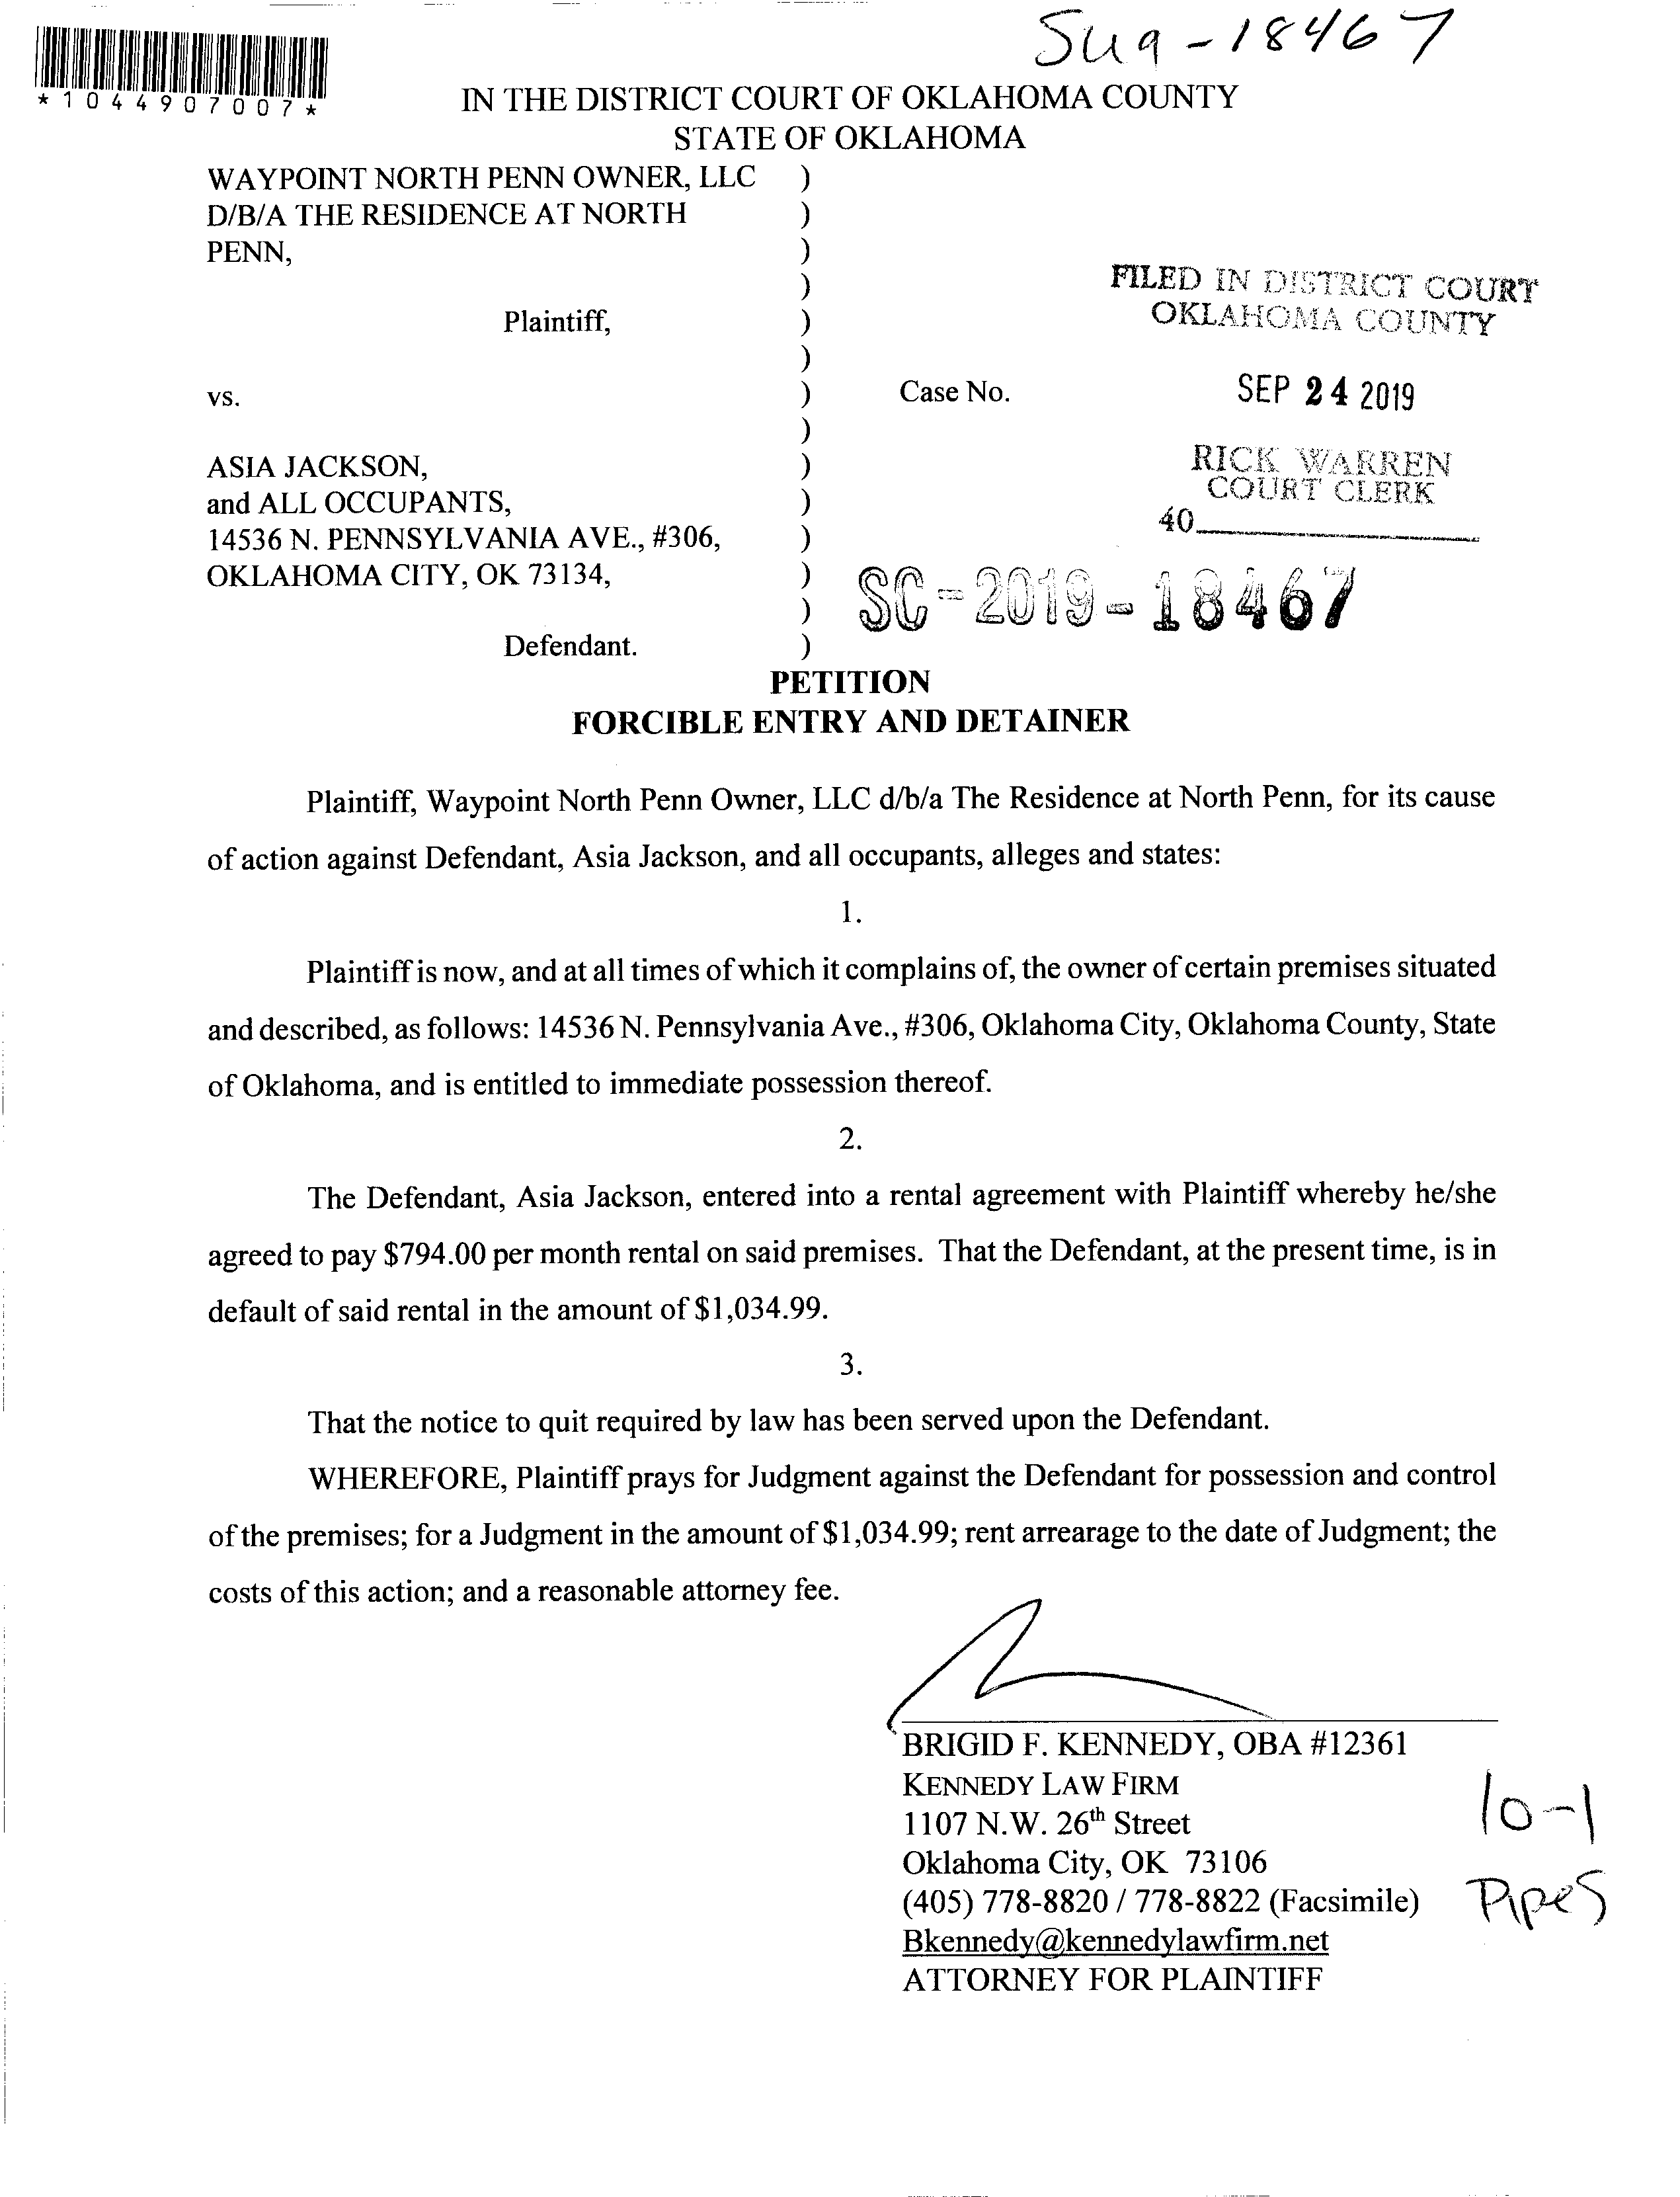 Su9-18467
*1044907007*
IN THE DISTRICT COURT OF OKLAHOMA COUNTY
STATE OF OKLAHOMA
WAYPOINT NORTH PENN OWNER, LLC )
D/B/A THE RESIDENCE AT NORTH )
PENN, )
)
FILED IN DISTRICT COURT
OKLAHOMA COUNTY
Plaintiff, )
)
vs. ) Case No. SEP 24 2019
)
ASIA JACKSON, ) RICK WARREN
COURT CLERK
and ALL OCCUPANTS, )
40
14536 N. PENNSYLVANIA AVE., #306, )
OKLAHOMA CITY, OK 73134, )
) SC-2019-18467
Defendant. )
PETITION
FORCIBLE ENTRY AND DETAINER
Plaintiff, Waypoint North Penn Owner, LLC d/b/a The Residence at North Penn, for its cause
of action against Defendant, Asia Jackson, and all occupants, alleges and states:
1.
Plaintiff is now, and at all times of which it complains of, the owner of certain premises situated
and described, as follows: 14536 N. Pennsylvania Ave., #306, Oklahoma City, Oklahoma County, State
of Oklahoma, and is entitled to immediate possession thereof.
2.
The Defendant, Asia Jackson, entered into a rental agreement with Plaintiff whereby he/she
agreed to pay $794.00 per month rental on said premises. That the Defendant, at the present time, is in
default of said rental in the amount of $1,034.99.
3.
That the notice to quit required by law has been served upon the Defendant.
WHEREFORE, Plaintiff prays for Judgment against the Defendant for possession and control
of the premises; for a Judgment in the amount of $1,034.99; rent arrearage to the date of Judgment; the
costs of this action; and a reasonable attorney fee.
BRIGID F. KENNEDY, OBA #12361
KENNEDY LAW FIRM
1107 N.W. 26th Street
Oklahoma City, OK 73106
(405) 778-8820 / 778-8822 (Facsimile)
Bkennedy@kennedylawfirm.net
ATTORNEY FOR PLAINTIFF
10-1
Pipes